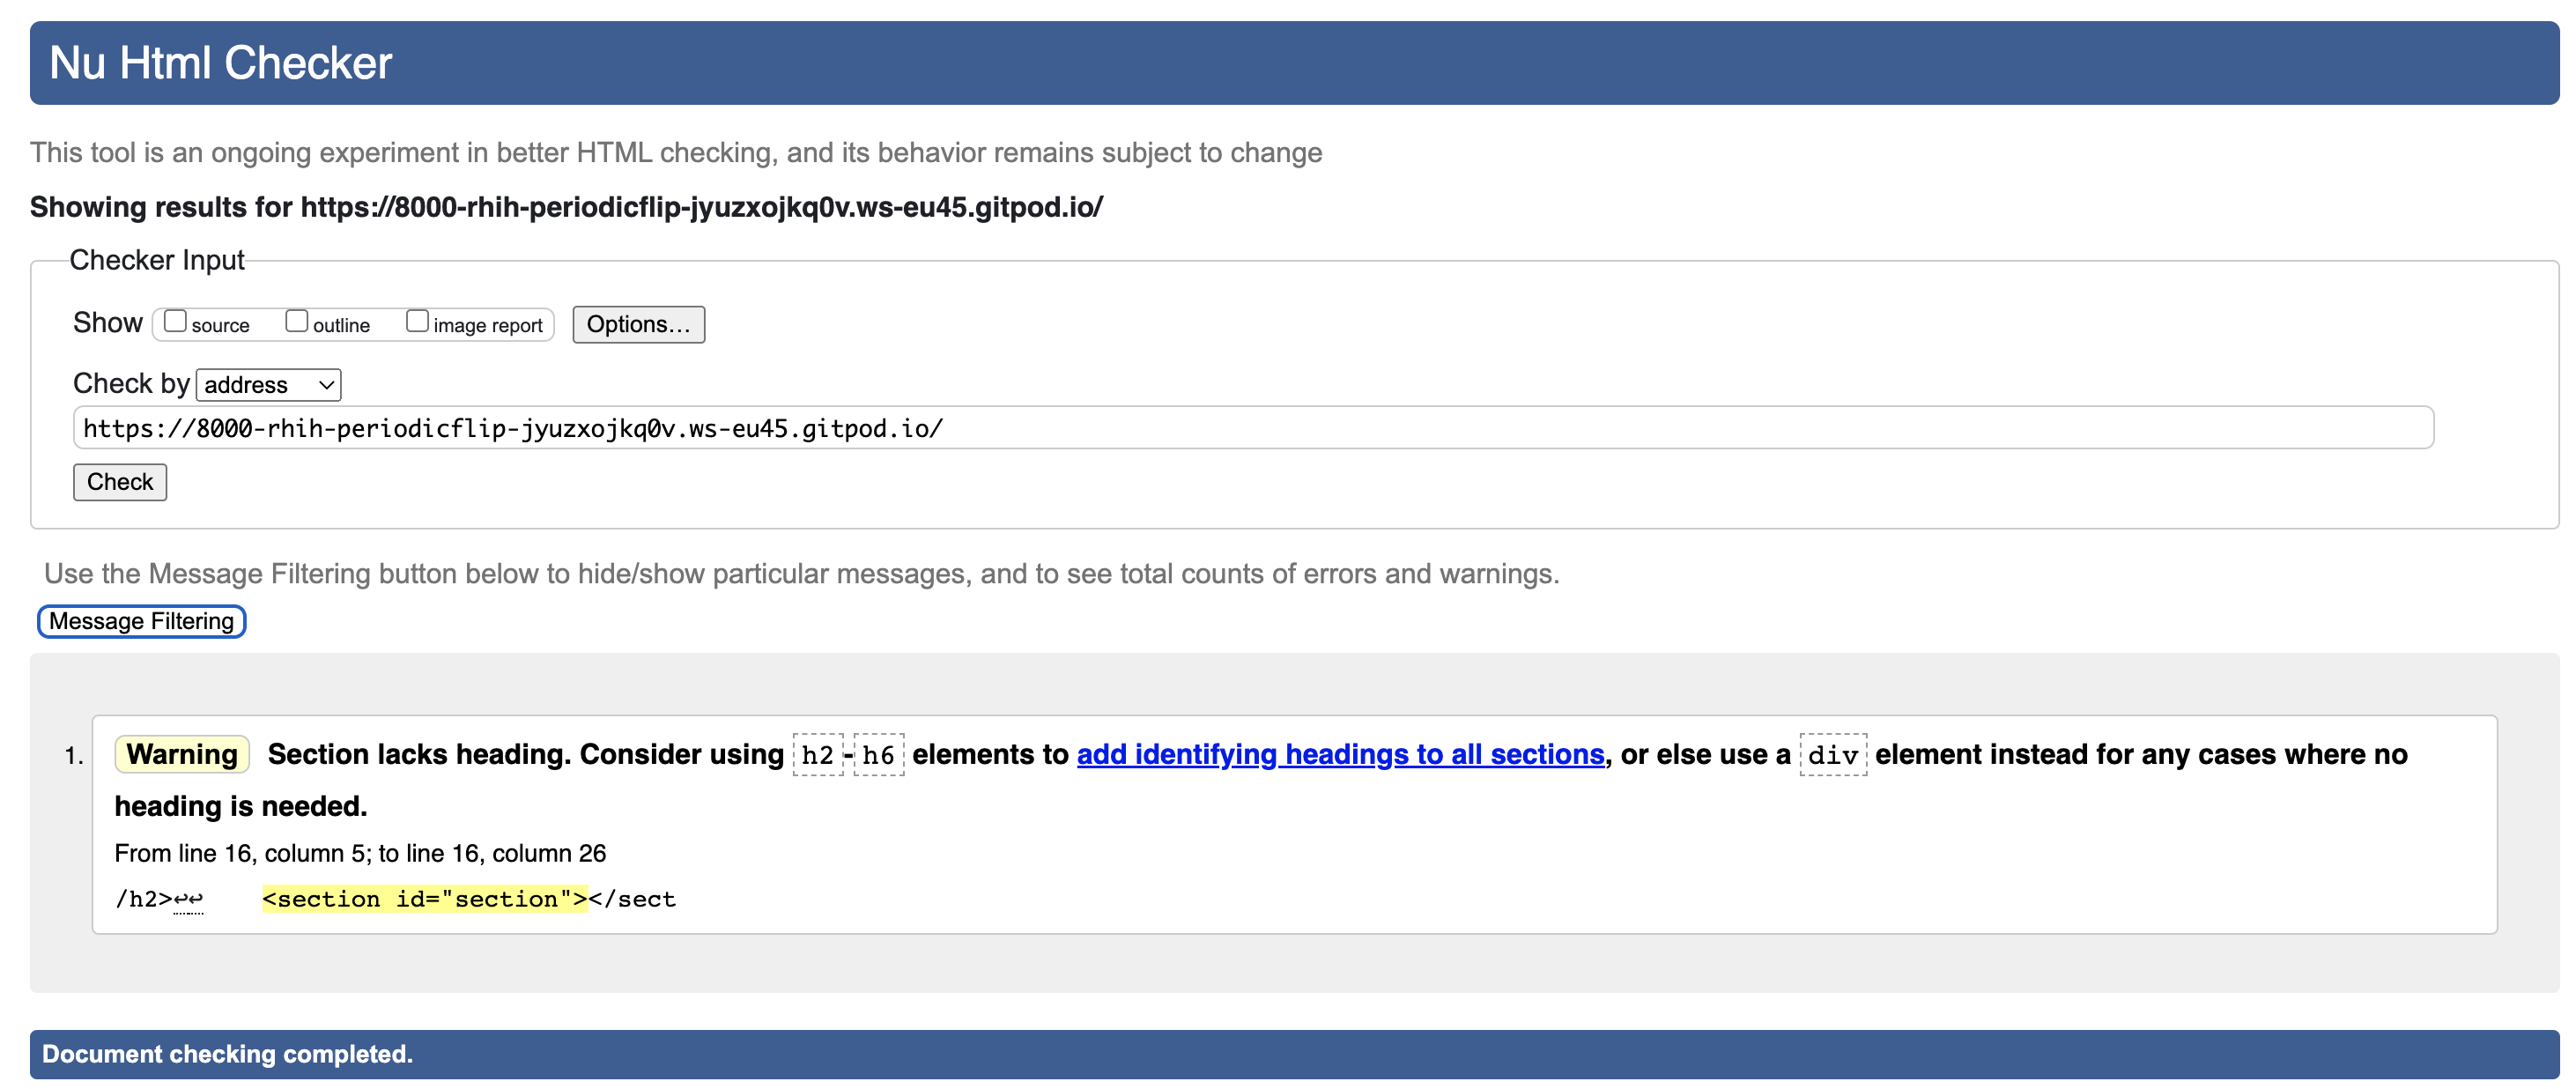 Nu Html Checker
This tool is an ongoing experiment in better HTML checking, and its behavior remains subject to change
Showing results for https://8000-rhih-periodicflip-jyuzxojkq0v.ws-eu45.gitpod.io/
Checker Input
Show source outline image report Options...
Check by address
https://8000-rhih-periodicflip-jyuzxojkq0v.ws-eu45.gitpod.io/
Check
Use the Message Filtering button below to hide/show particular messages, and to see total counts of errors and warnings.
Message Filtering
1. Warning Section lacks heading. Consider using h2-h6 elements to add identifying headings to all sections, or else use a div element instead for any cases where no
heading is needed.
From line 16, column 5; to line 16, column 26
/h2>↩↩    <section id="section"></sect
Document checking completed.